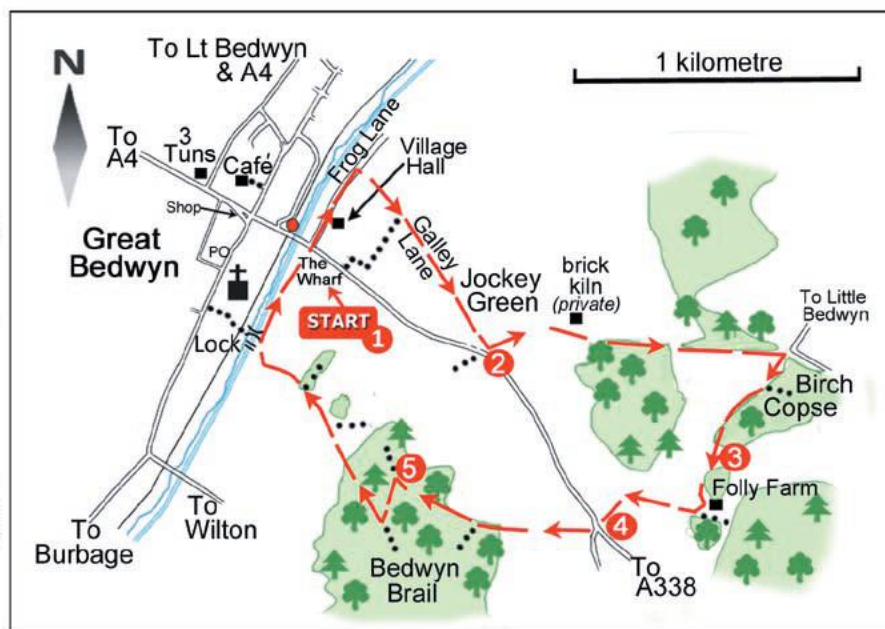 To Lt Bedwyn
& A4
1 kilometre
N
To
A4
3
Tuns
Café
Frog Lane
Village
Hall
Shop
Great
Bedwyn
PO
The
Wharf
Galley
Lane
Jockey
Green
brick
kiln
(private)
To Little
Bedwyn
START
1
Lock
2
Birch
Copse
3
5
Folly Farm
4
To
Wilton
To
Burbage
Bedwyn
Brail
To
A338